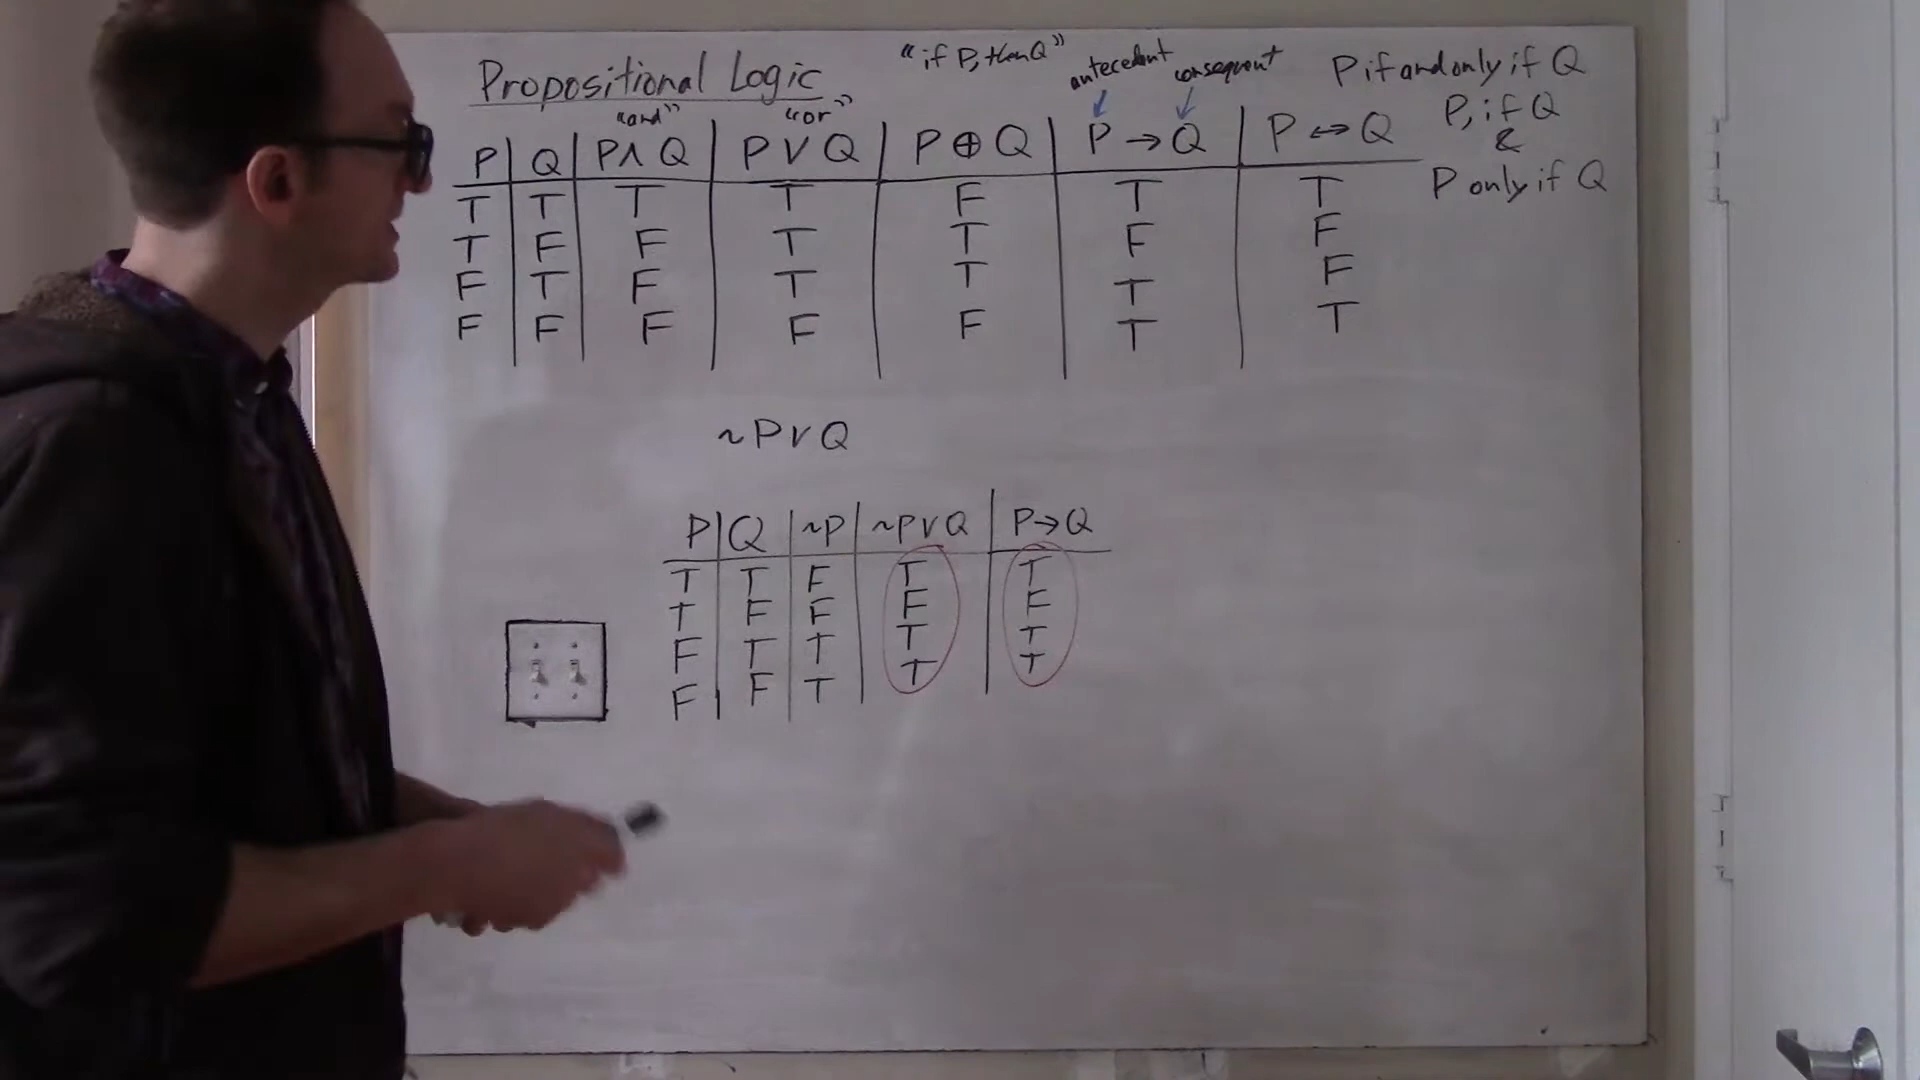 Propositional Logic
"if P, then Q"
antecedent
consequent
P if and only if Q
"and"
"or"
P, if Q
&
P only if Q
P Q P∧Q P∨Q P⊕Q P→Q P↔Q
T T T T F T T
T F F T T F F
F T F T T T F
F F F F F T T
~P∨Q
P Q ~P ~P∨Q P→Q
T T F T T
T F F F F
F T T T T
F F T T T